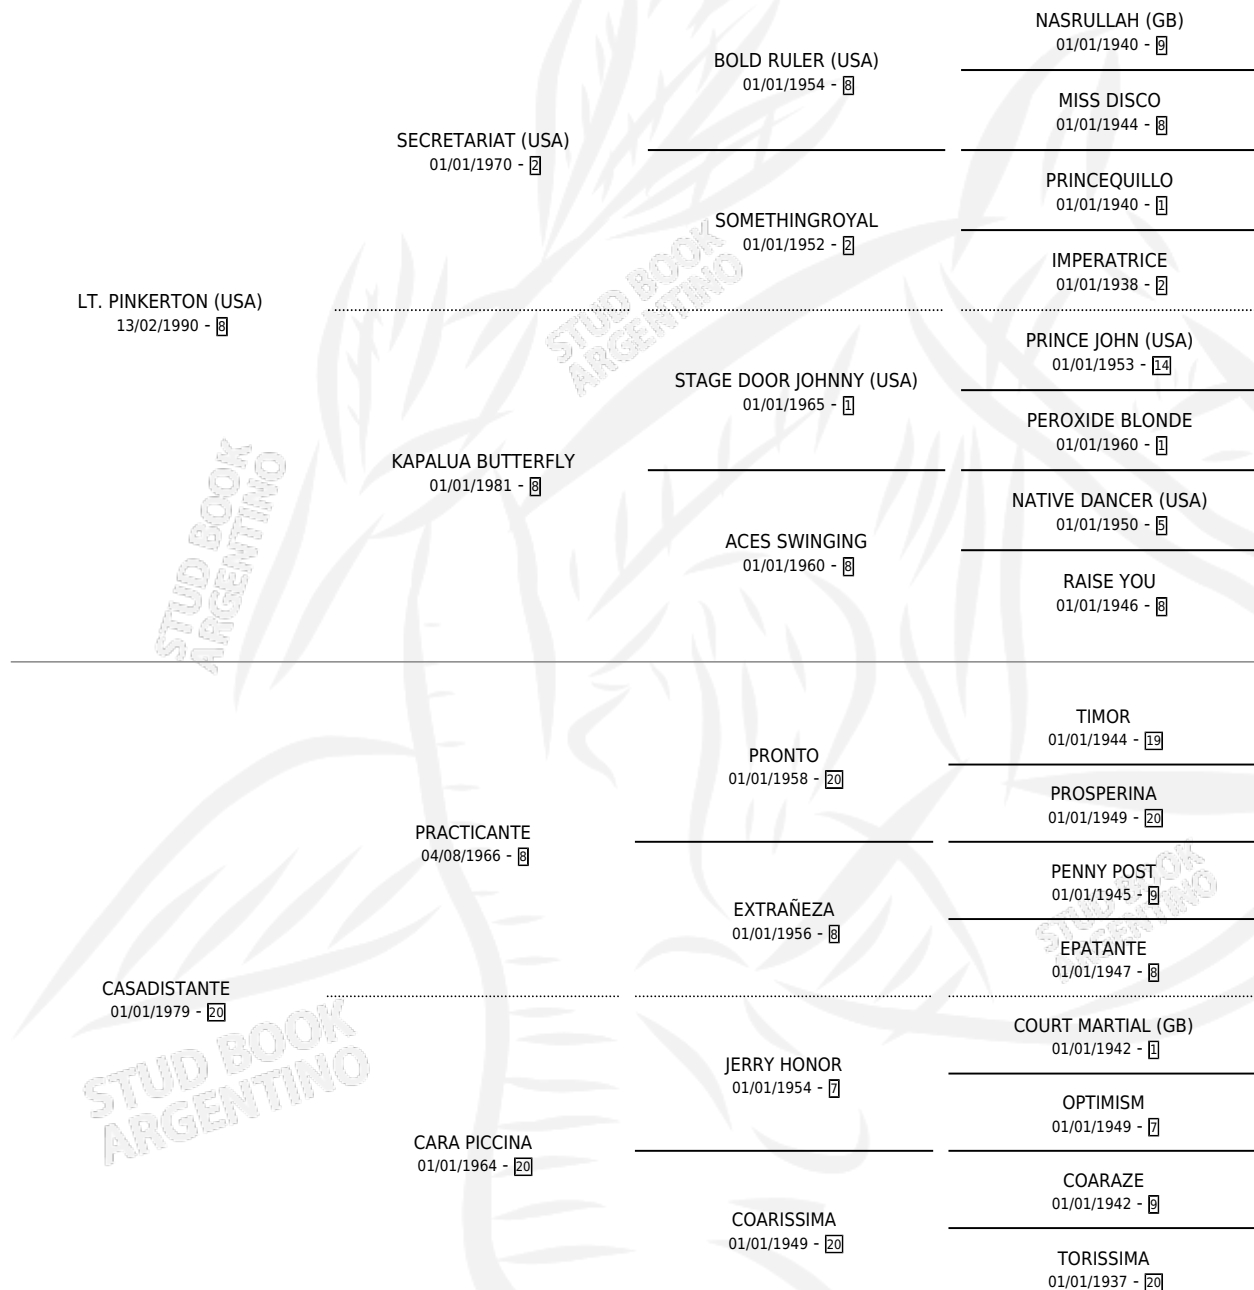 NASRULLAH (GB)
01/01/1940 - 9
BOLD RULER (USA)
01/01/1954 - 8
MISS DISCO
01/01/1944 - 8
SECRETARIAT (USA)
01/01/1970 - 2
PRINCEQUILLO
01/01/1940 - 1
SOMETHINGROYAL
01/01/1952 - 2
IMPERATRICE
01/01/1938 - 2
LT. PINKERTON (USA)
13/02/1990 - 8
PRINCE JOHN (USA)
01/01/1953 - 14
STAGE DOOR JOHNNY (USA)
01/01/1965 - 1
PEROXIDE BLONDE
01/01/1960 - 1
KAPALUA BUTTERFLY
01/01/1981 - 8
NATIVE DANCER (USA)
01/01/1950 - 5
ACES SWINGING
01/01/1960 - 8
RAISE YOU
01/01/1946 - 8
TIMOR
01/01/1944 - 19
PRONTO
01/01/1958 - 20
PROSPERINA
01/01/1949 - 20
PRACTICANTE
04/08/1966 - 8
PENNY POST
01/01/1945 - 9
EXTRAÑEZA
01/01/1956 - 8
EPATANTE
01/01/1947 - 8
CASADISTANTE
01/01/1979 - 20
COURT MARTIAL (GB)
01/01/1942 - 1
JERRY HONOR
01/01/1954 - 7
OPTIMISM
01/01/1949 - 7
CARA PICCINA
01/01/1964 - 20
COARAZE
01/01/1942 - 9
COARISSIMA
01/01/1949 - 20
TORISSIMA
01/01/1937 - 20
STUD BOOK
ARGENTINO
STUD BOOK
ARGENTINO
STUD BOOK
ARGENTINO
STUD BOOK
ARGENTINO